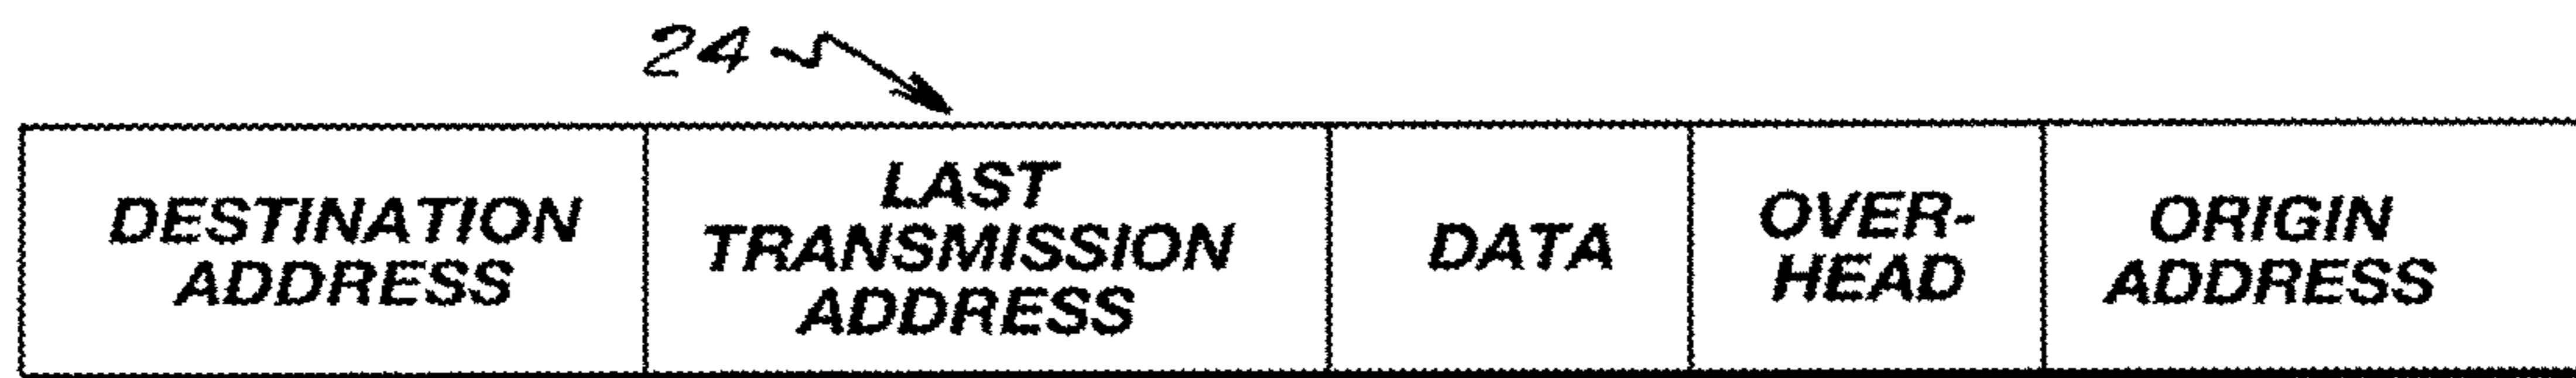 24
DESTINATION
ADDRESS
LAST
TRANSMISSION
ADDRESS
DATA
OVER-
HEAD
ORIGIN
ADDRESS